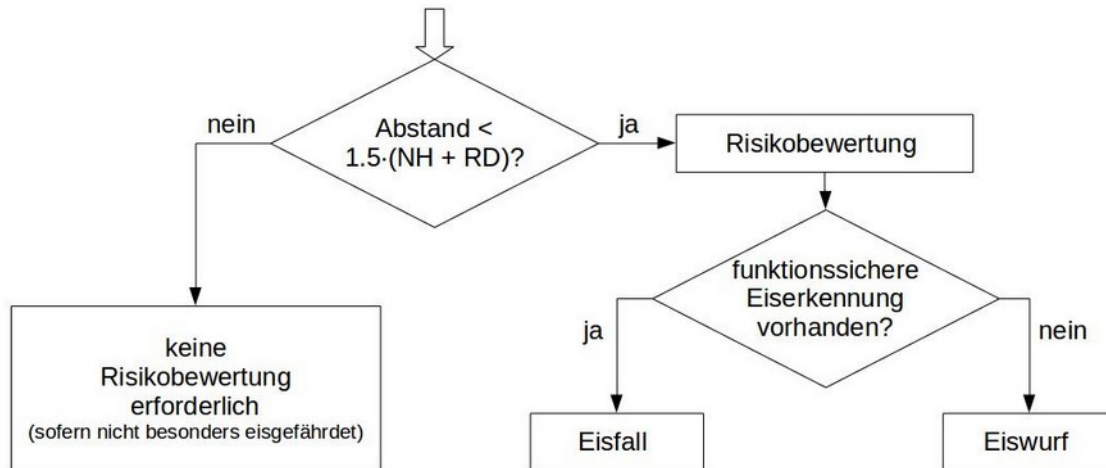 nein
Abstand <
1.5·(NH + RD)?
ja
Risikobewertung
funktionssichere
Eiserkennung
vorhanden?
ja
nein
keine
Risikobewertung
erforderlich
(sofern nicht besonders eisgefährdet)
Eisfall
Eiswurf